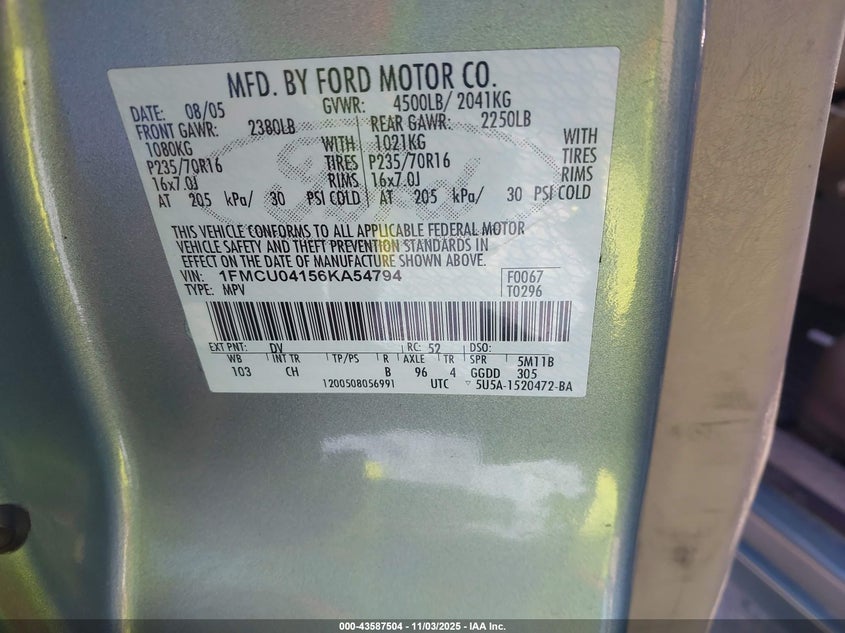 MFD. BY FORD MOTOR CO.
DATE: 08/05 GVWR: 4500LB/ 2041KG
FRONT GAWR: 2380LB REAR GAWR: 2250LB
1080KG WITH 1021KG WITH
P235/70R16 TIRES P235/70R16 TIRES
16x7.0J RIMS 16x7.0J RIMS
AT 205 kPa/ 30 PSI COLD AT 205 kPa/ 30 PSI COLD
Ford
THIS VEHICLE CONFORMS TO ALL APPLICABLE FEDERAL MOTOR
VEHICLE SAFETY AND THEFT PREVENTION STANDARDS IN
EFFECT ON THE DATE OF MANUFACTURE SHOWN ABOVE.
VIN: 1FMCU04156KA54794 F0067
TYPE: MPV T0296
EXT PNT: DV RC: 52 DSO:
WB INT TR TP/PS R AXLE TR SPR 5M11B
103 CH B 96 4 GGDD 305
1200508056991 UTC ▽ 5U5A-1520472-BA
000-43587504 - 11/03/2025 - IAA Inc.